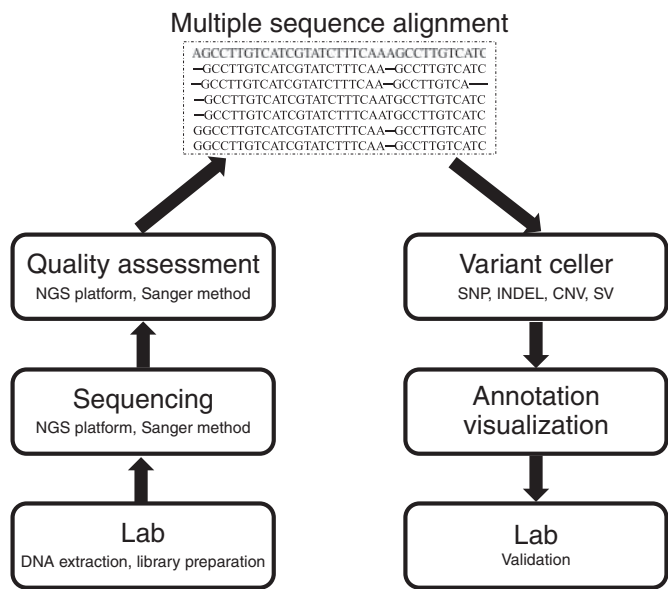 Multiple sequence alignment
AGCCTTGTCATCGTATCTTTCAAAGCCTTGTCATC
–GCCTTGTCATCGTATCTTTCAA–GCCTTGTCATC
–GCCTTGTCATCGTATCTTTCAA–GCCTTGTCA—
–GCCTTGTCATCGTATCTTTCAATGCCTTGTCATC
–GCCTTGTCATCGTATCTTTCAA–GCCTTGTCATC
GGCCTTGTCATCGTATCTTTCAA–GCCTTGTCATC
GGCCTTGTCATCGTATCTTTCAA–GCCTTGTCATC
Quality assessment
NGS platform, Sanger method
Sequencing
NGS platform, Sanger method
Lab
DNA extraction, library preparation
Variant celler
SNP, INDEL, CNV, SV
Annotation
visualization
Lab
Validation